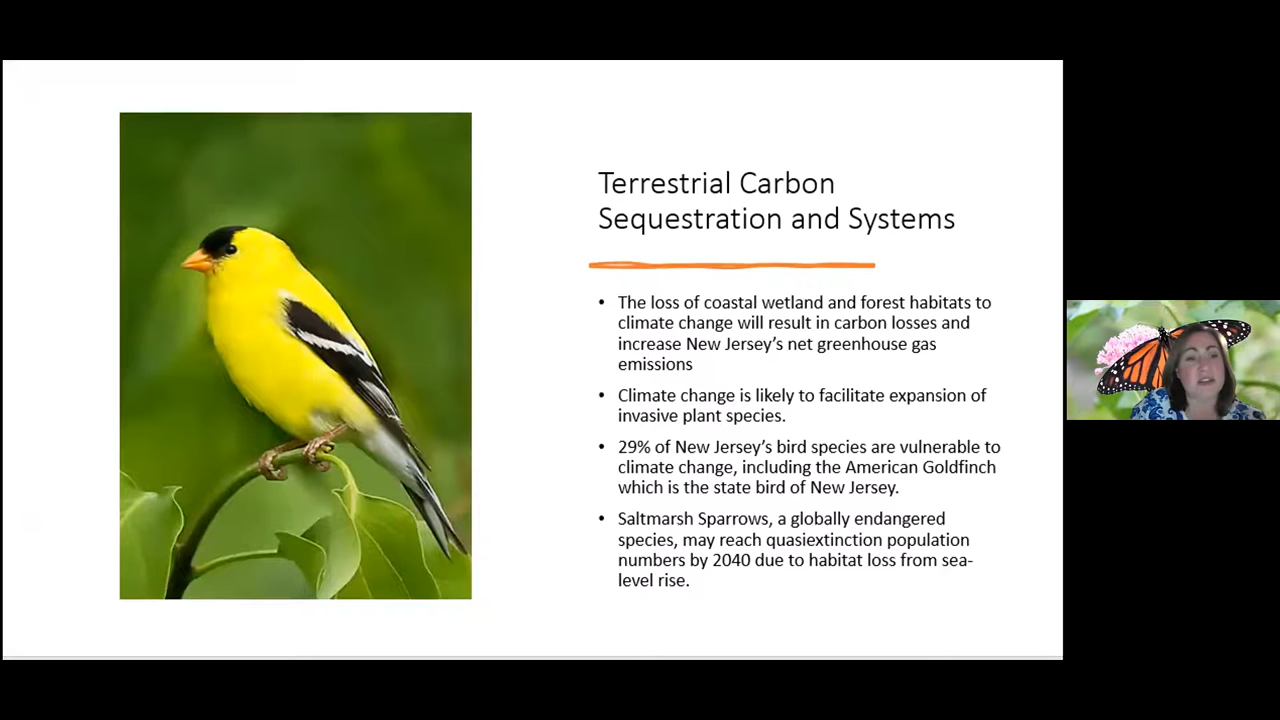 Terrestrial Carbon
Sequestration and Systems
• The loss of coastal wetland and forest habitats to
climate change will result in carbon losses and
increase New Jersey's net greenhouse gas
emissions
• Climate change is likely to facilitate expansion of
invasive plant species.
• 29% of New Jersey's bird species are vulnerable to
climate change, including the American Goldfinch
which is the state bird of New Jersey.
• Saltmarsh Sparrows, a globally endangered
species, may reach quasiextinction population
numbers by 2040 due to habitat loss from sea-
level rise.